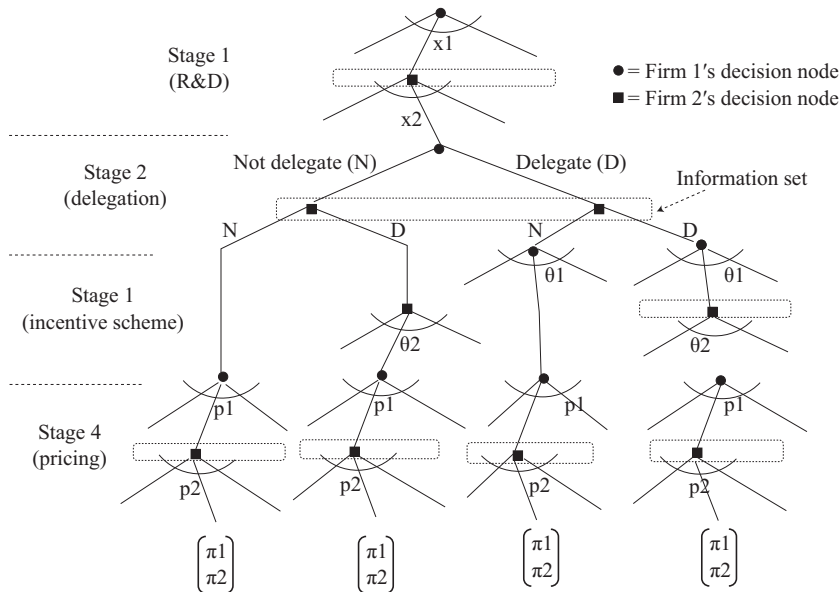 Stage 1
(R&D)
x1
● = Firm 1′s decision node
■ = Firm 2′s decision node
x2
Stage 2
(delegation)
Not delegate (N)
Delegate (D)
Information set
N
D
N
D
Stage 1
(incentive scheme)
θ1
θ1
θ2
θ2
Stage 4
(pricing)
p1
p1
p1
p1
p2
p2
p2
p2
π1
π2
π1
π2
π1
π2
π1
π2